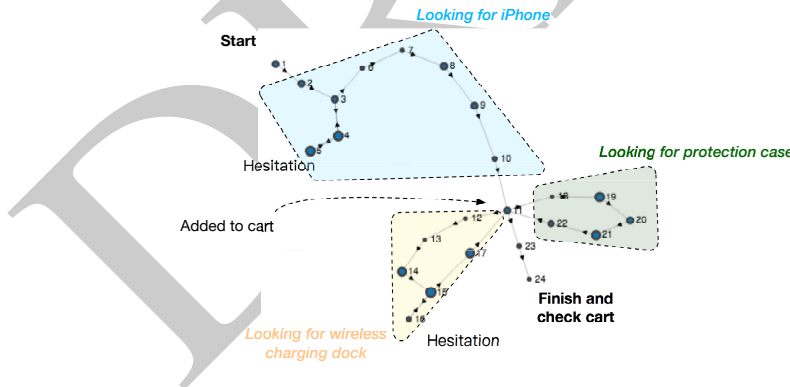 Looking for iPhone
Start
1
2
3
4
5
6
7
8
9
10
Hesitation
Looking for protection case
Added to cart
11
12
13
14
15
16
17
18
19
20
21
22
23
24
Finish and
check cart
Looking for wireless
charging dock
Hesitation